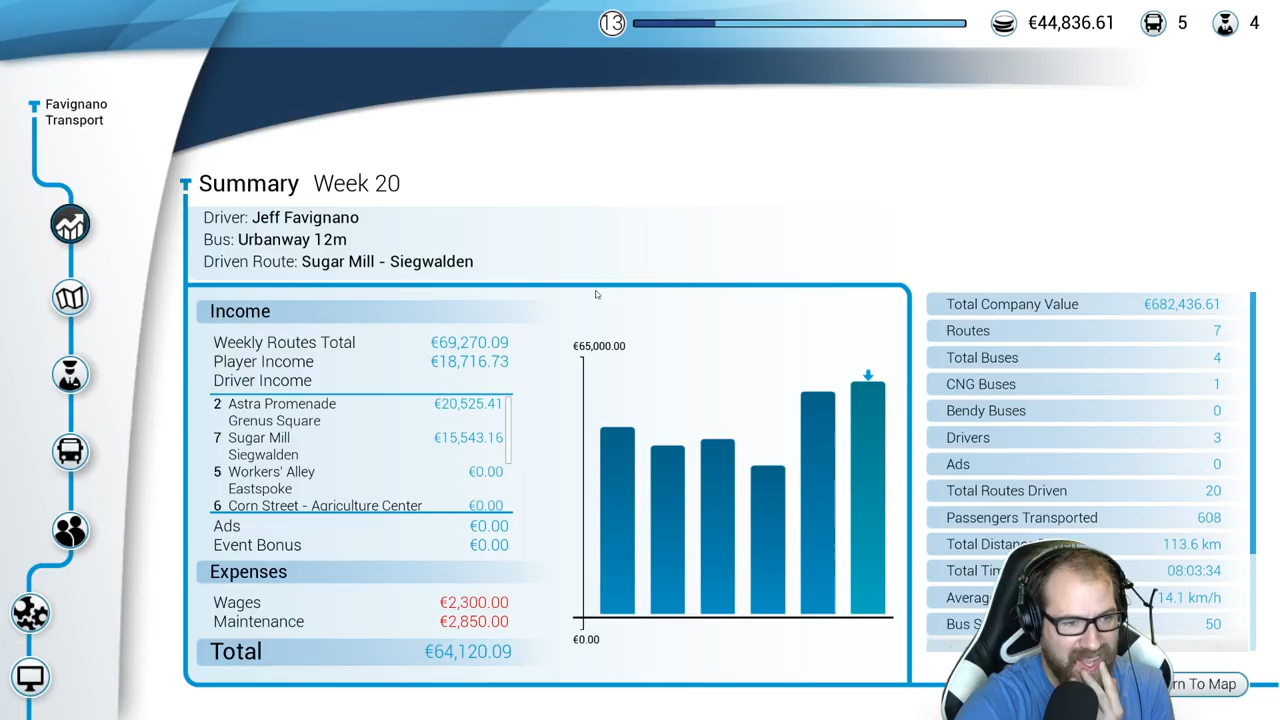 13
€44,836.61
5
4
Favignano
Transport
Summary Week 20
Driver: Jeff Favignano
Bus: Urbanway 12m
Driven Route: Sugar Mill - Siegwalden
Income
Weekly Routes Total €69,270.09
Player Income €18,716.73
Driver Income
2 Astra Promenade €20,525.41
Grenus Square
7 Sugar Mill €15,543.16
Siegwalden
5 Workers' Alley €0.00
Eastspoke
6 Corn Street - Agriculture Center €0.00
Ads €0.00
Event Bonus €0.00
Expenses
Wages €2,300.00
Maintenance €2,850.00
Total €64,120.09
€65,000.00
€0.00
Total Company Value €682,436.61
Routes 7
Total Buses 4
CNG Buses 1
Bendy Buses 0
Drivers 3
Ads 0
Total Routes Driven 20
Passengers Transported 608
Total 113.6 km
Total 08:03:34
14.1 km/h
Bus 50
To Map